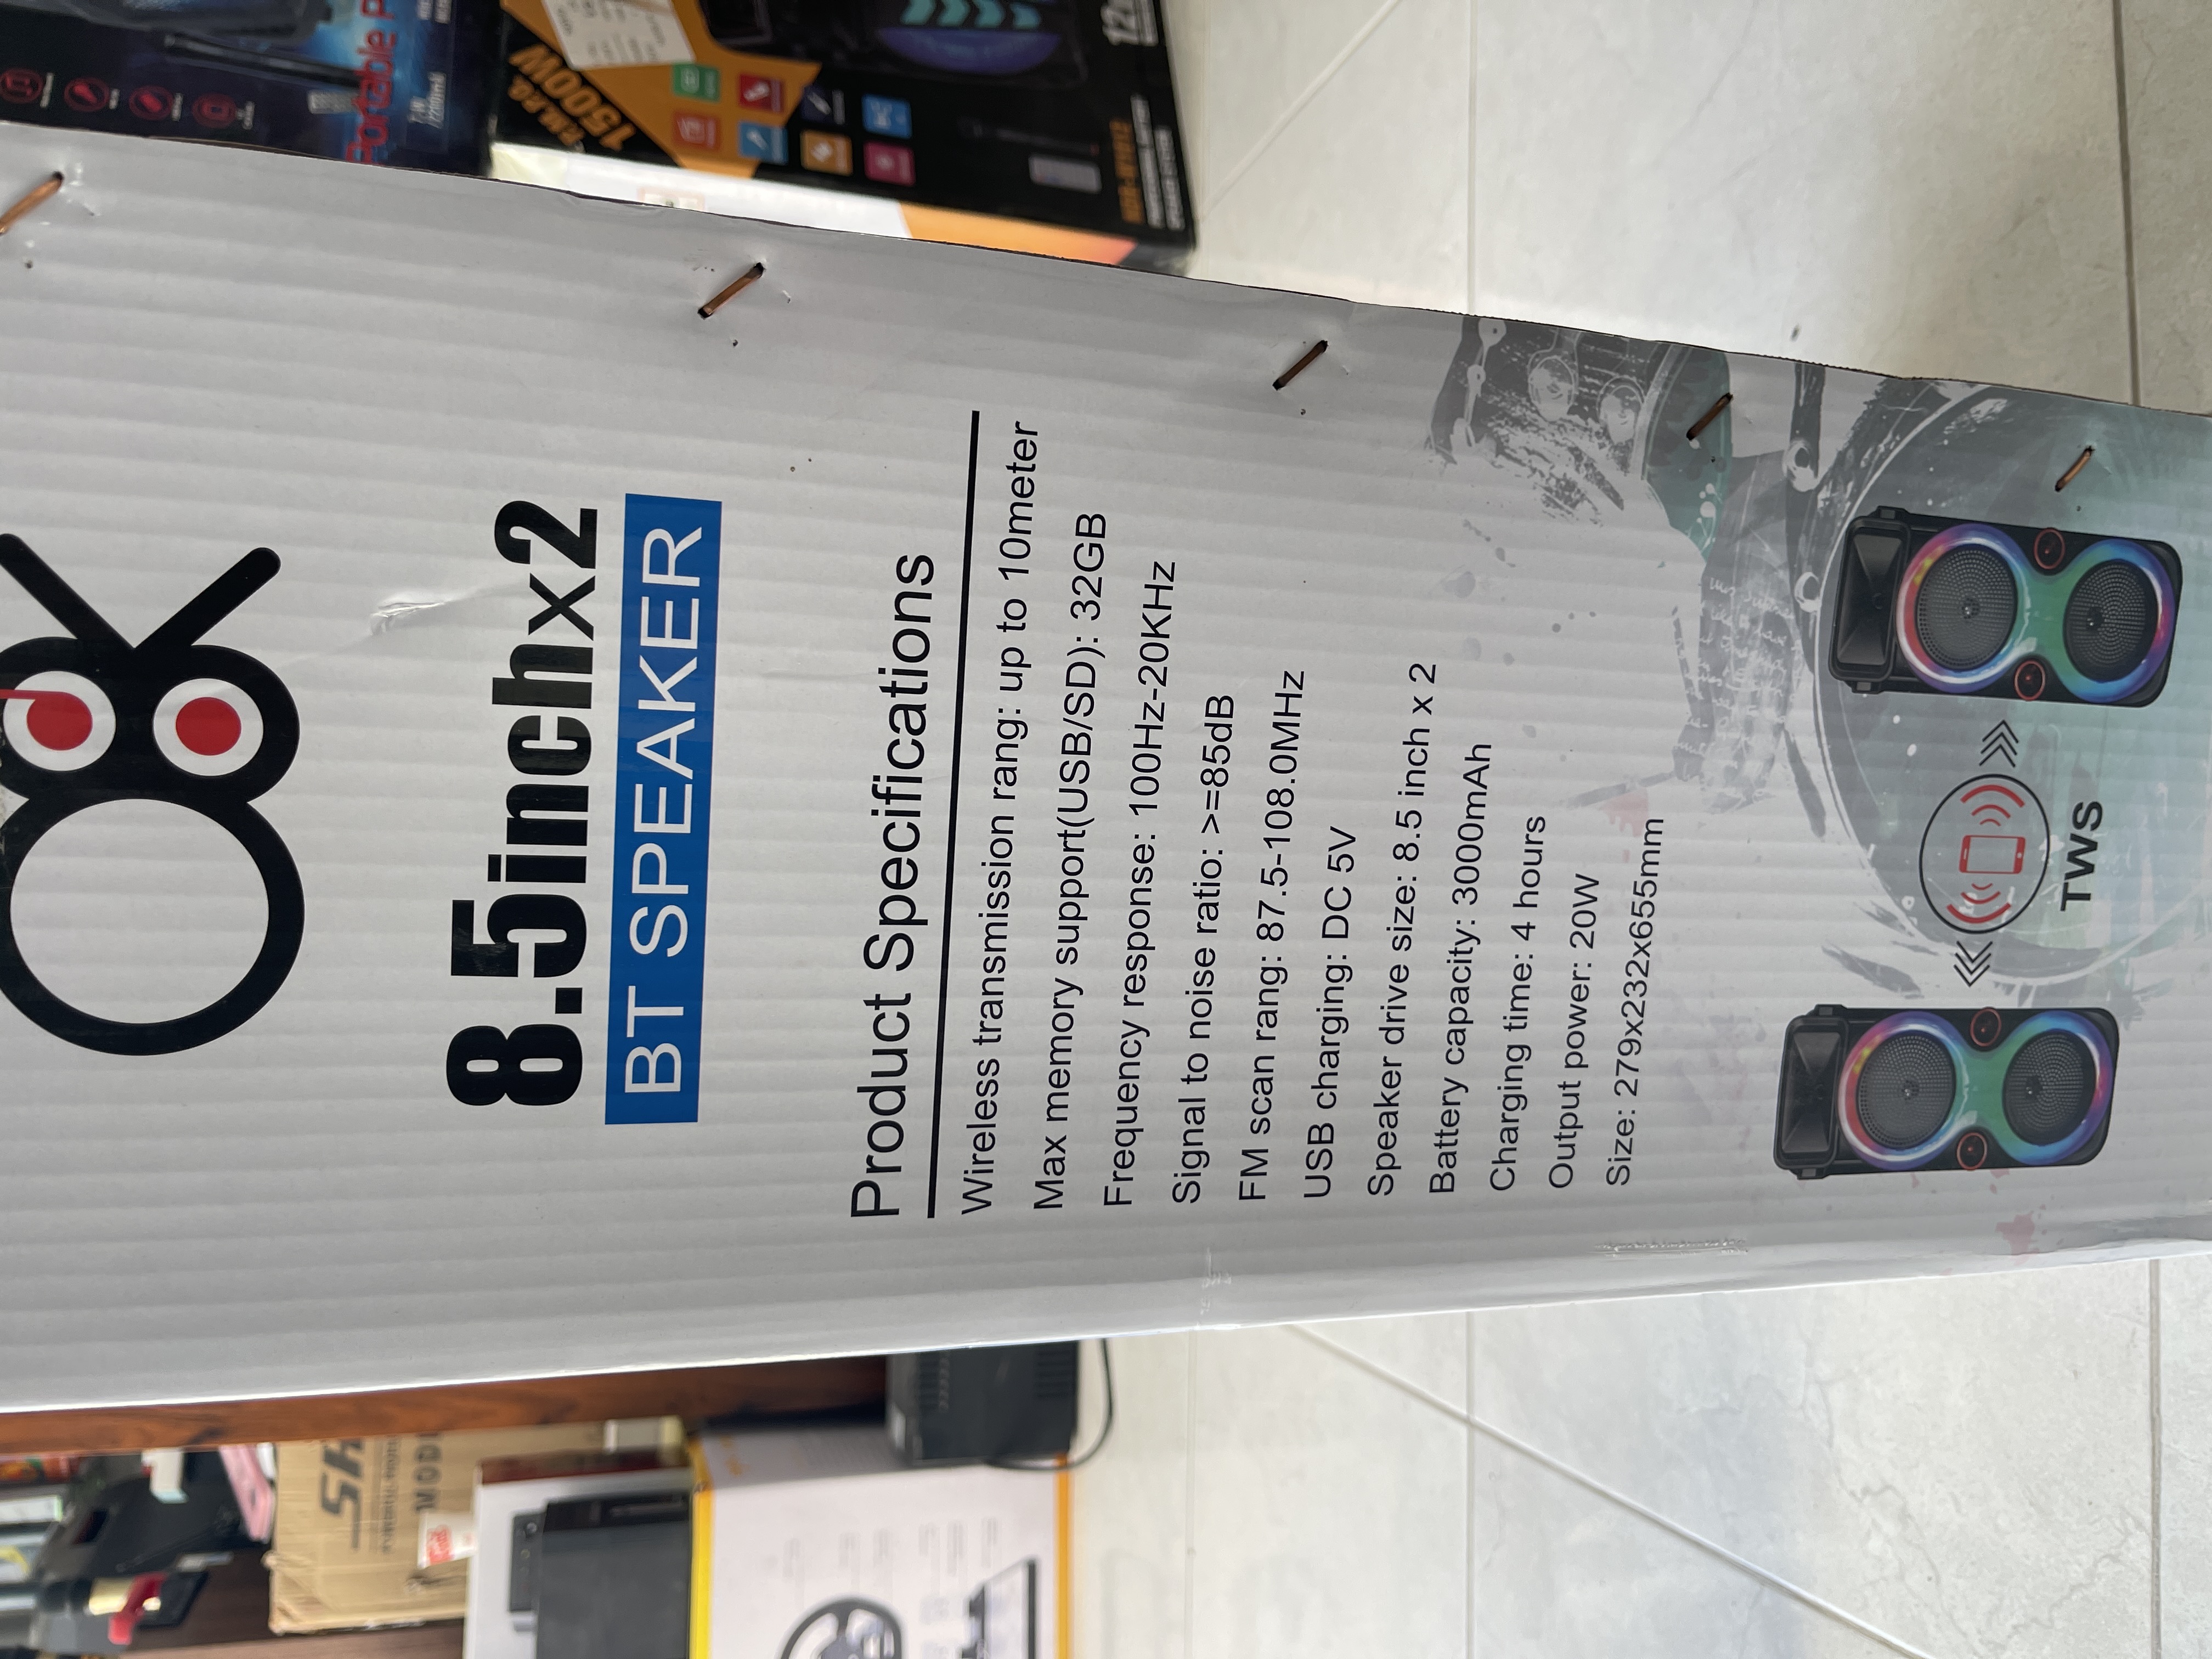 8.5inchx2
BT SPEAKER
Product Specifications
Wireless transmission rang: up to 10meter
Max memory support(USB/SD): 32GB
Frequency response: 100Hz-20KHz
Signal to noise ratio: >=85dB
FM scan rang: 87.5-108.0MHz
USB charging: DC 5V
Speaker drive size: 8.5 inch x 2
Battery capacity: 3000mAh
Charging time: 4 hours
Output power: 20W
Size: 279x232x655mm
TWS
Portable
P.M.P.O.
1500W